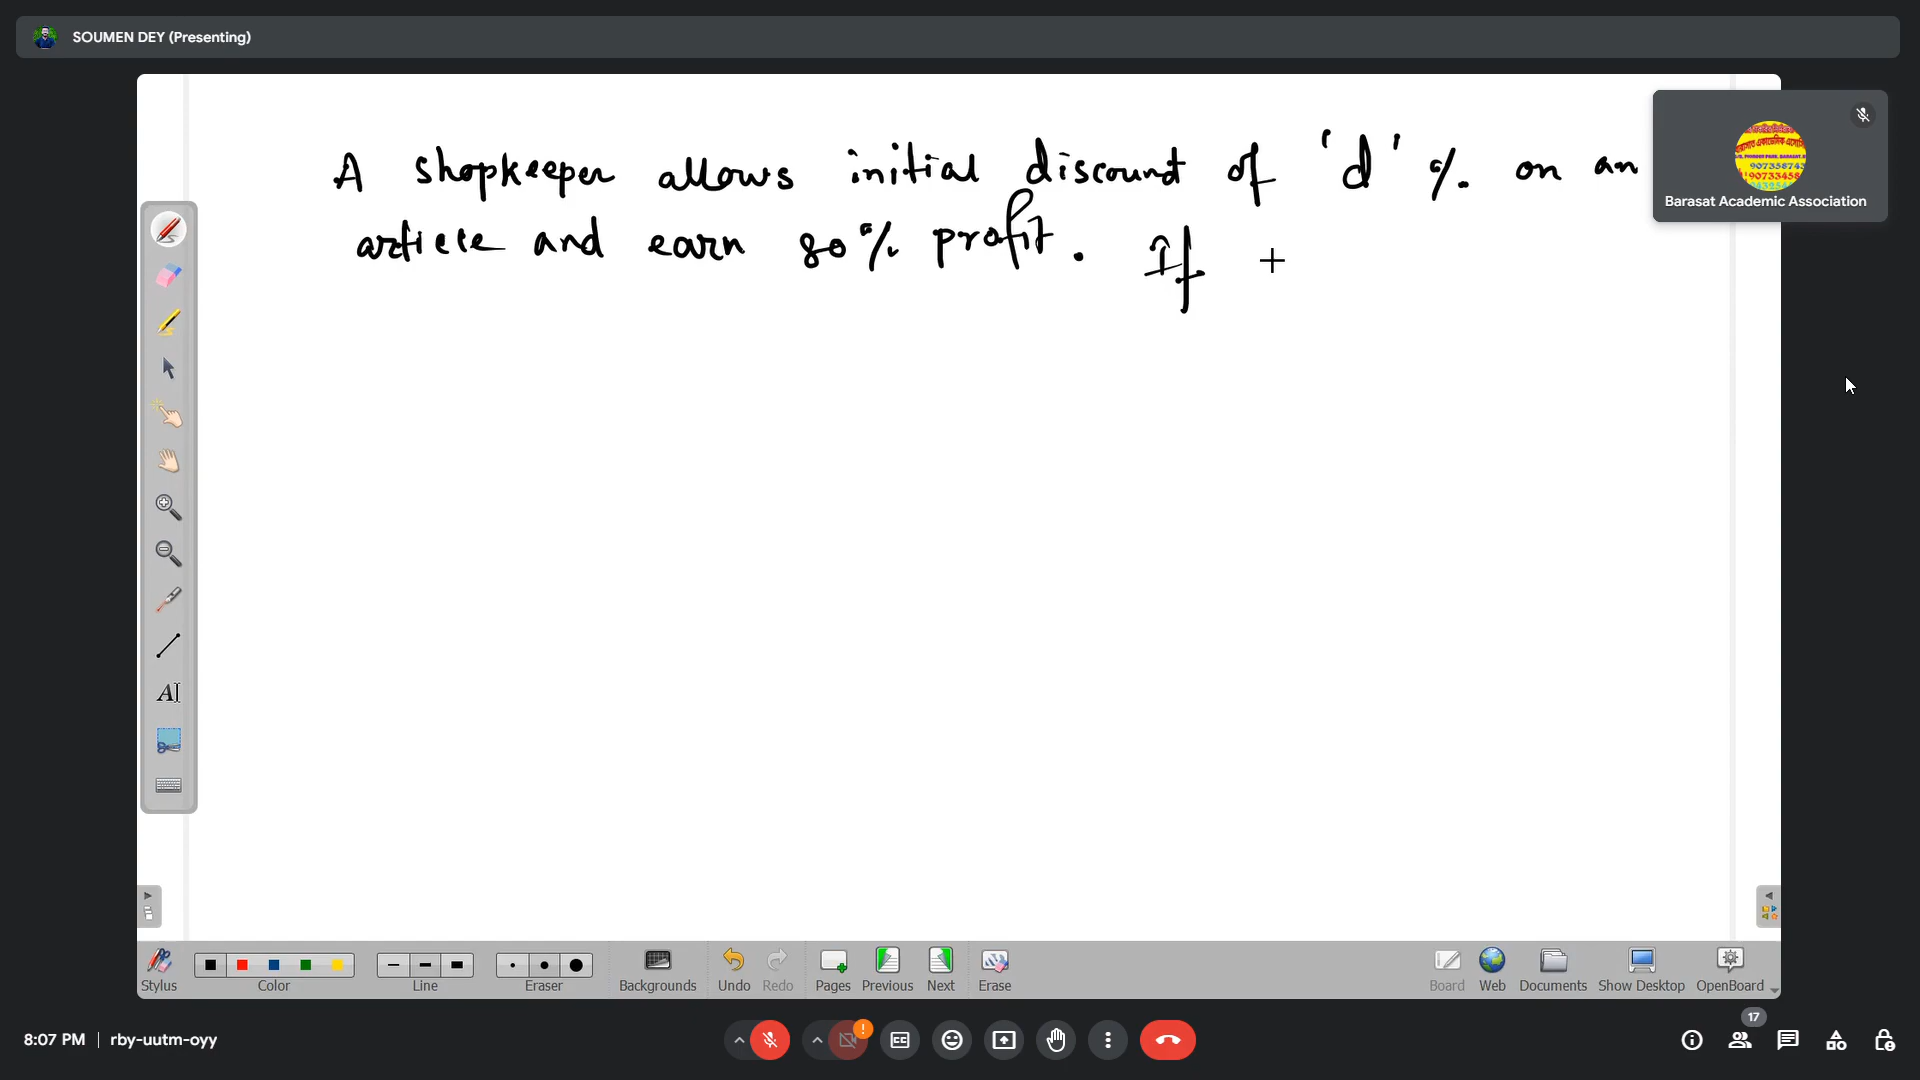 SOUMEN DEY (Presenting)
A shopkeeper allows initial discount of 'd' %. on an
article and earn 80% profit. If
Barasat Academic Association
Stylus
Color
Line
Eraser
Backgrounds
Undo
Redo
Pages
Previous
Next
Erase
Board
Web
Documents
Show Desktop
OpenBoard
8:07 PM | rby-uutm-oyy
17